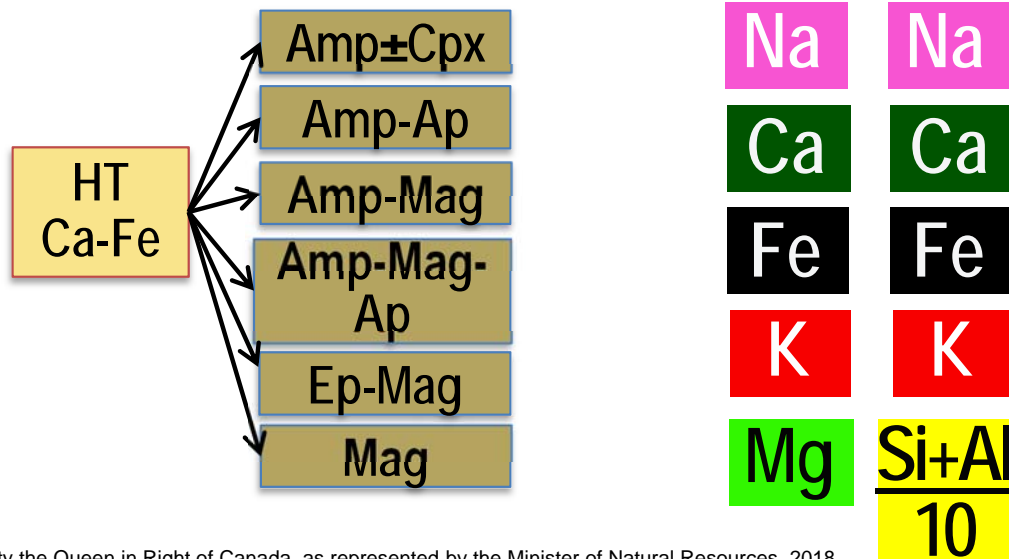 HT
Ca-Fe
Amp±Cpx
Amp-Ap
Amp-Mag
Amp-Mag-
Ap
Ep-Mag
Mag
Na Na
Ca Ca
Fe Fe
K K
Mg Si+Al
10
ty the Queen in Right of Canada, as represented by the Minister of Natural Resources, 2018